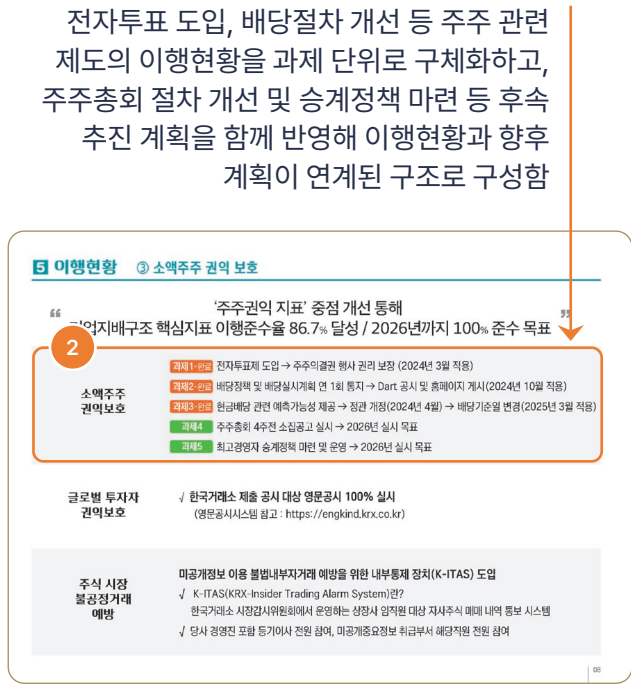 전자투표 도입, 배당절차 개선 등 주주 관련
제도의 이행현황을 과제 단위로 구체화하고,
주주총회 절차 개선 및 승계정책 마련 등 후속
추진 계획을 함께 반영해 이행현황과 향후
계획이 연계된 구조로 구성함
5 이행현황 ③ 소액주주 권익 보호
“ ‘주주권익 지표’ 중점 개선 통해 ”
지배구조 핵심지표 이행준수율 86.7% 달성 / 2026년까지 100% 준수 목표
2
소액주주
권익보호
과제1·완료 전자투표제 도입 → 주주의결권 행사 권리 보장 (2024년 3월 적용)
과제2·완료 배당정책 및 배당실시계획 연 1회 통지 → Dart 공시 및 홈페이지 게시(2024년 10월 적용)
과제3·완료 현금배당 관련 예측가능성 제공 → 정관 개정(2024년 4월) → 배당기준일 변경(2025년 3월 적용)
과제4 주주총회 4주전 소집공고 실시 → 2026년 실시 목표
과제5 최고경영자 승계정책 마련 및 운영 → 2026년 실시 목표
글로벌 투자자
권익보호
√ 한국거래소 제출 공시 대상 영문공시 100% 실시
(영문공시시스템 참고 : https://engkind.krx.co.kr)
주식 시장
불공정거래
예방
미공개정보 이용 불법내부자거래 예방을 위한 내부통제 장치(K-ITAS) 도입
√ K-ITAS(KRX-Insider Trading Alarm System)란?
한국거래소 시장감시위원회에서 운영하는 상장사 임직원 대상 자사주식 매매 내역 통보 시스템
√ 당사 경영진 포함 등기이사 전원 참여, 미공개중요정보 취급부서 해당직원 전원 참여
08